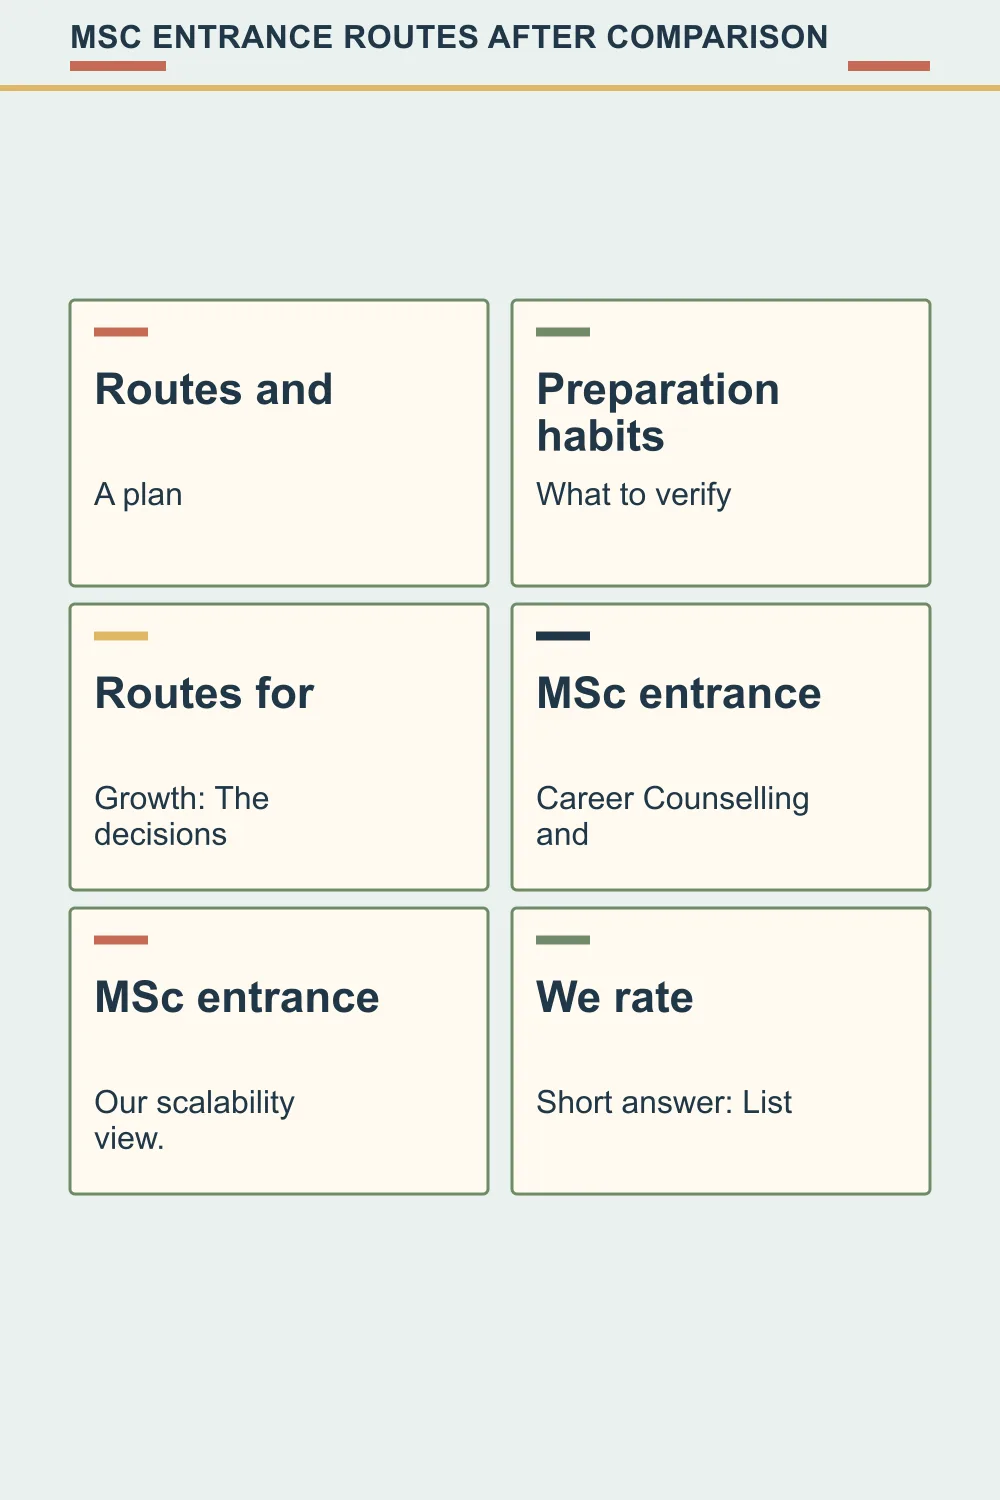 MSC ENTRANCE ROUTES AFTER COMPARISON
Routes and
A plan
Preparation
habits
What to verify
Routes for
Growth: The
decisions
MSc entrance
Career Counselling
and
MSc entrance
Our scalability
view.
We rate
Short answer: List